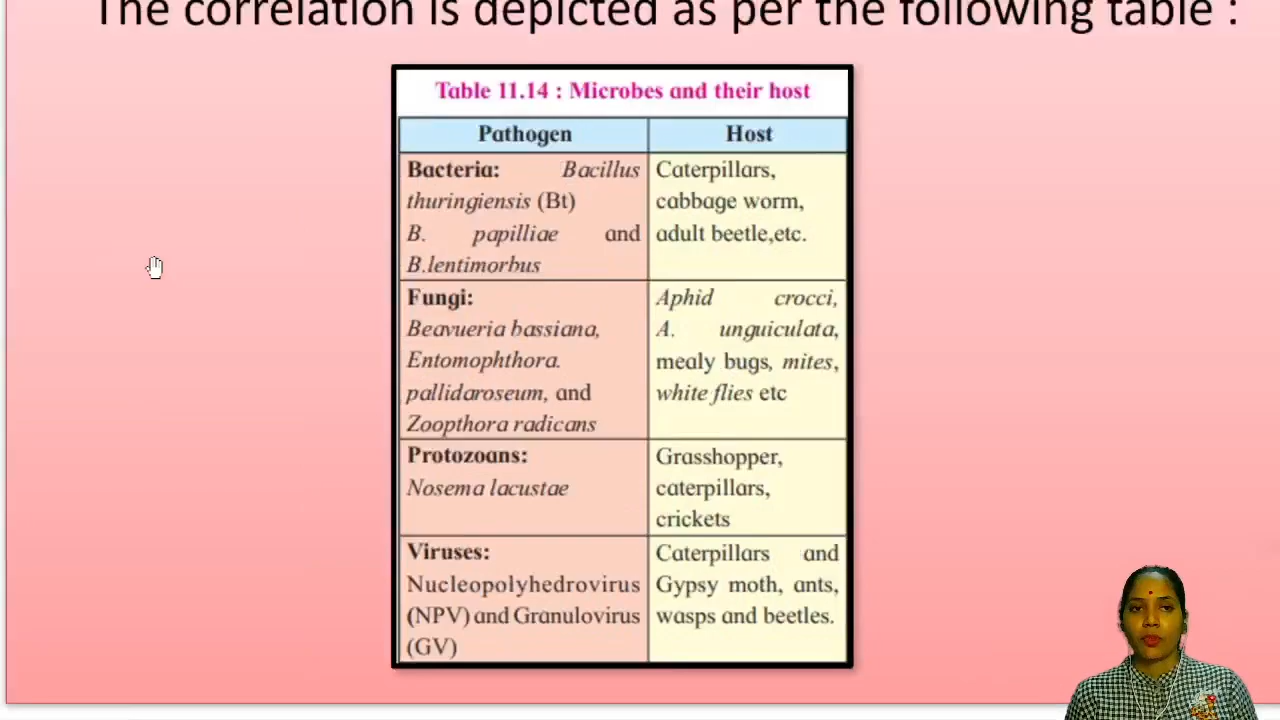 The correlation is depicted as per the following table :
Table 11.14 : Microbes and their host
Pathogen Host
Bacteria: Bacillus
thuringiensis (Bt)
B. papilliae and
B.lentimorbus
Caterpillars,
cabbage worm,
adult beetle,etc.
Fungi:
Beavueria bassiana,
Entomophthora.
pallidaroseum, and
Zoopthora radicans
Aphid crocci,
A. unguiculata,
mealy bugs, mites,
white flies etc
Protozoans:
Nosema lacustae
Grasshopper,
caterpillars,
crickets
Viruses:
Nucleopolyhedrovirus
(NPV) and Granulovirus
(GV)
Caterpillars and
Gypsy moth, ants,
wasps and beetles.